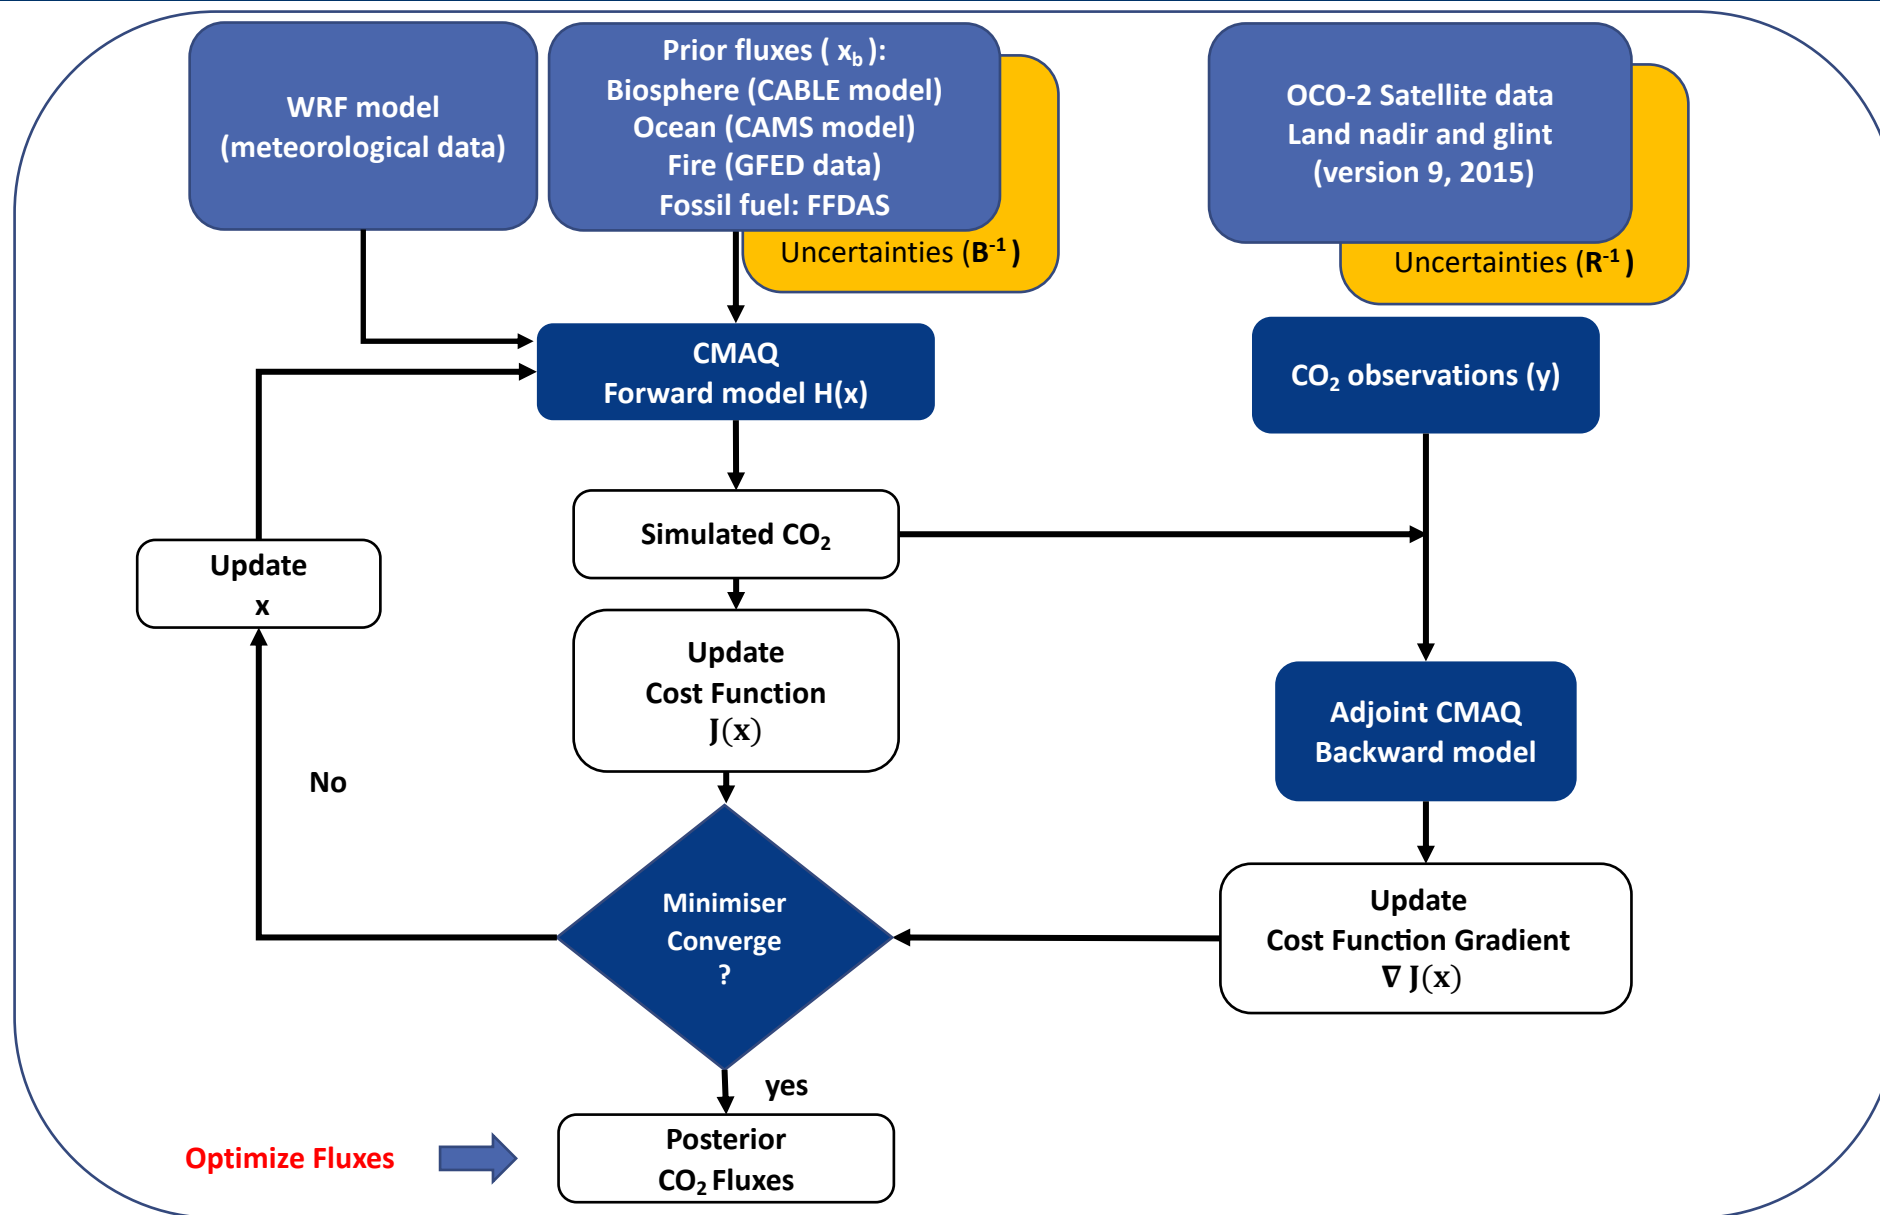 WRF model
(meteorological data)
Prior fluxes ( x_b ):
Biosphere (CABLE model)
Ocean (CAMS model)
Fire (GFED data)
Fossil fuel: FFDAS
Uncertainties (B⁻¹ )
OCO-2 Satellite data
Land nadir and glint
(version 9, 2015)
Uncertainties (R⁻¹ )
CMAQ
Forward model H(x)
CO₂ observations (y)
Simulated CO₂
Update
x
Update
Cost Function
J(x)
Adjoint CMAQ
Backward model
No
Minimiser
Converge
?
Update
Cost Function Gradient
∇ J(x)
yes
Optimize Fluxes
Posterior
CO₂ Fluxes